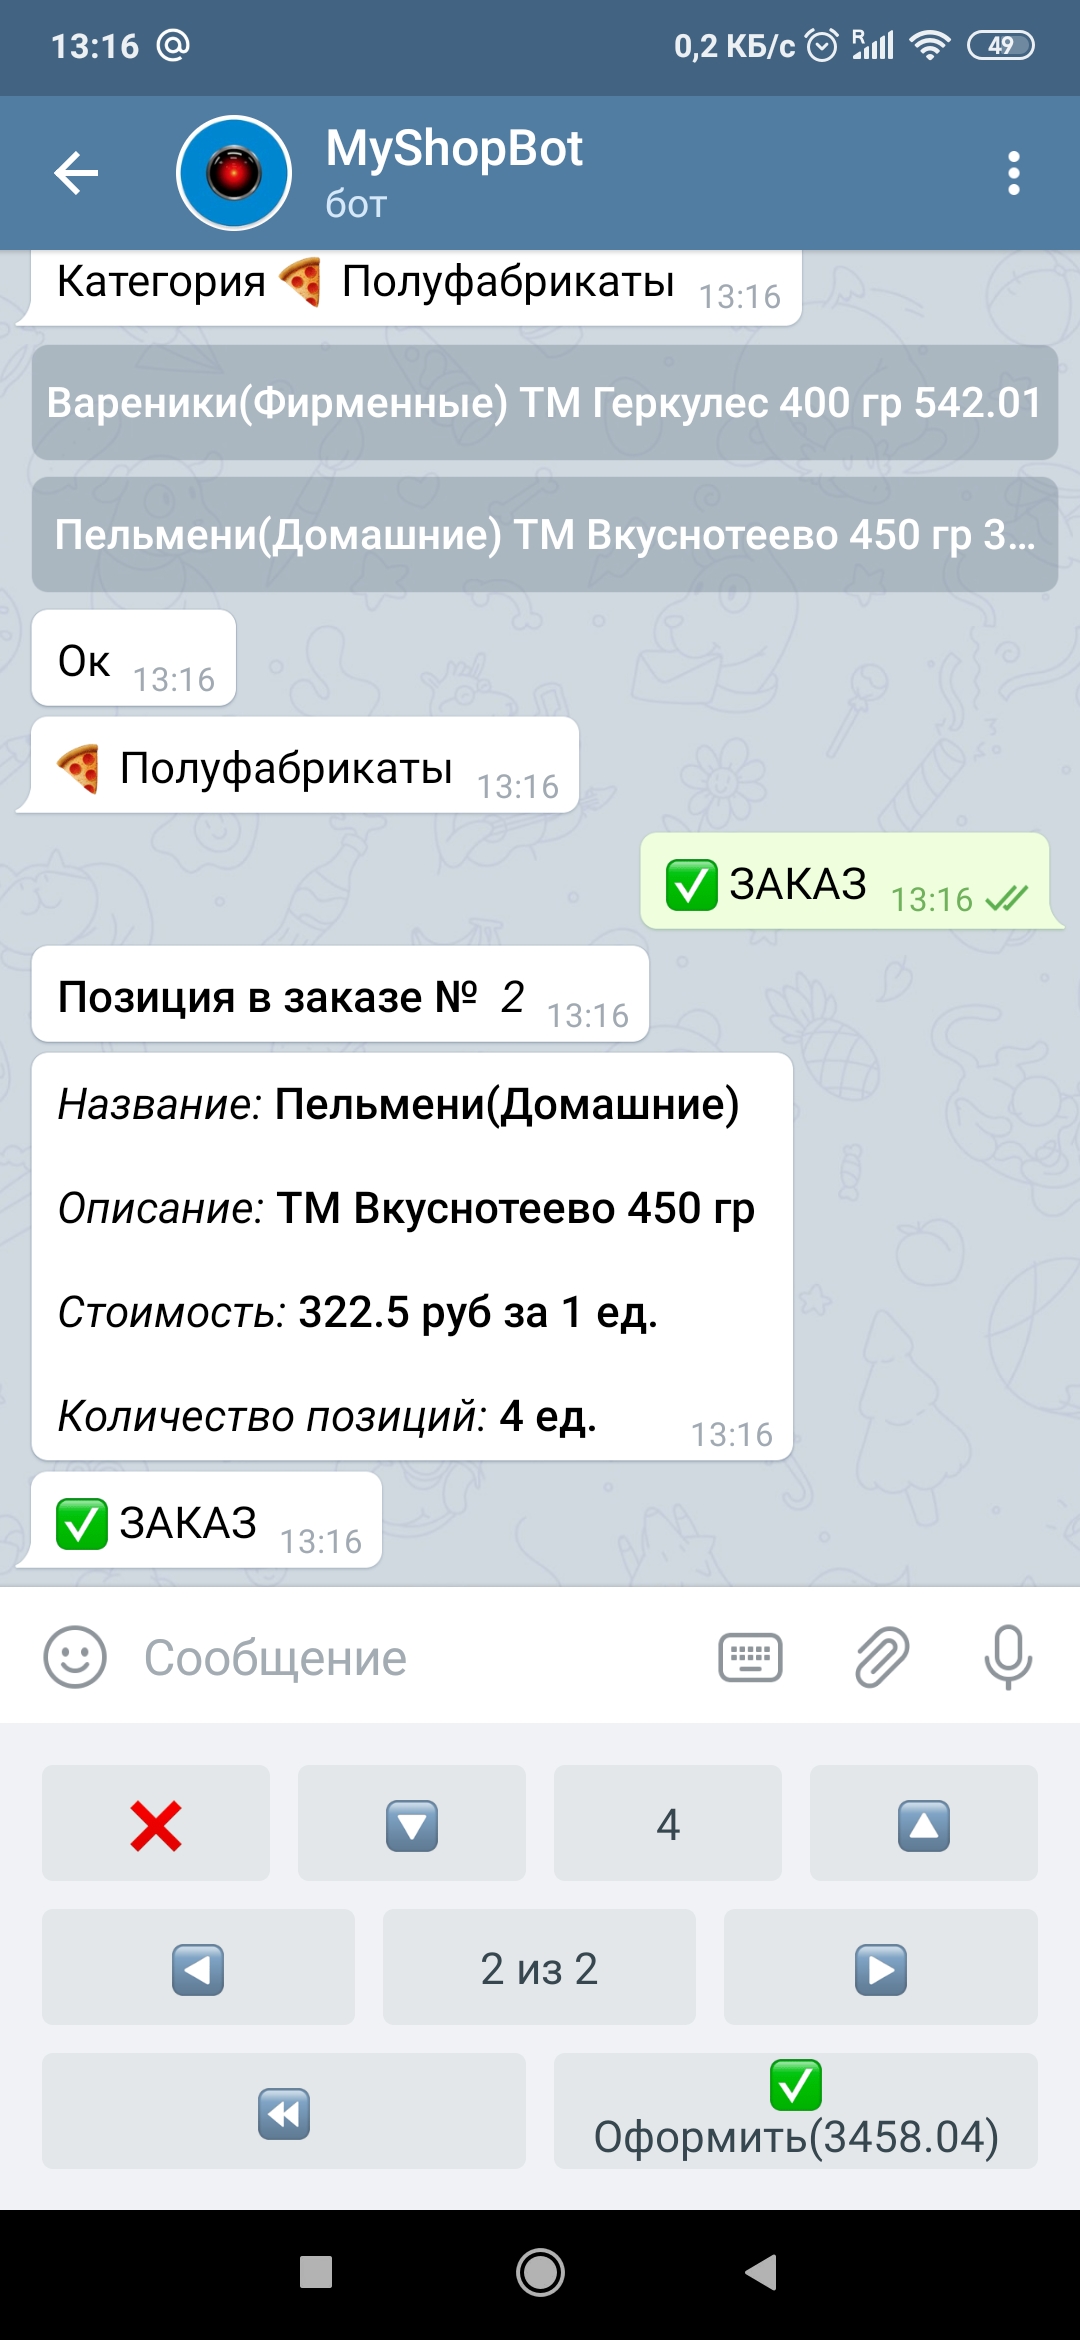 13:16 @ 0,2 КБ/с R 49
MyShopBot
бот
Категория 🍕 Полуфабрикаты 13:16
Вареники(Фирменные) ТМ Геркулес 400 гр 542.01
Пельмени(Домашние) ТМ Вкуснотеево 450 гр 3...
Ок 13:16
🍕 Полуфабрикаты 13:16
✅ ЗАКАЗ 13:16
Позиция в заказе № 2 13:16
Название: Пельмени(Домашние)
Описание: ТМ Вкуснотеево 450 гр
Стоимость: 322.5 руб за 1 ед.
Количество позиций: 4 ед. 13:16
✅ ЗАКАЗ 13:16
Сообщение
4
2 из 2
✅
Оформить(3458.04)